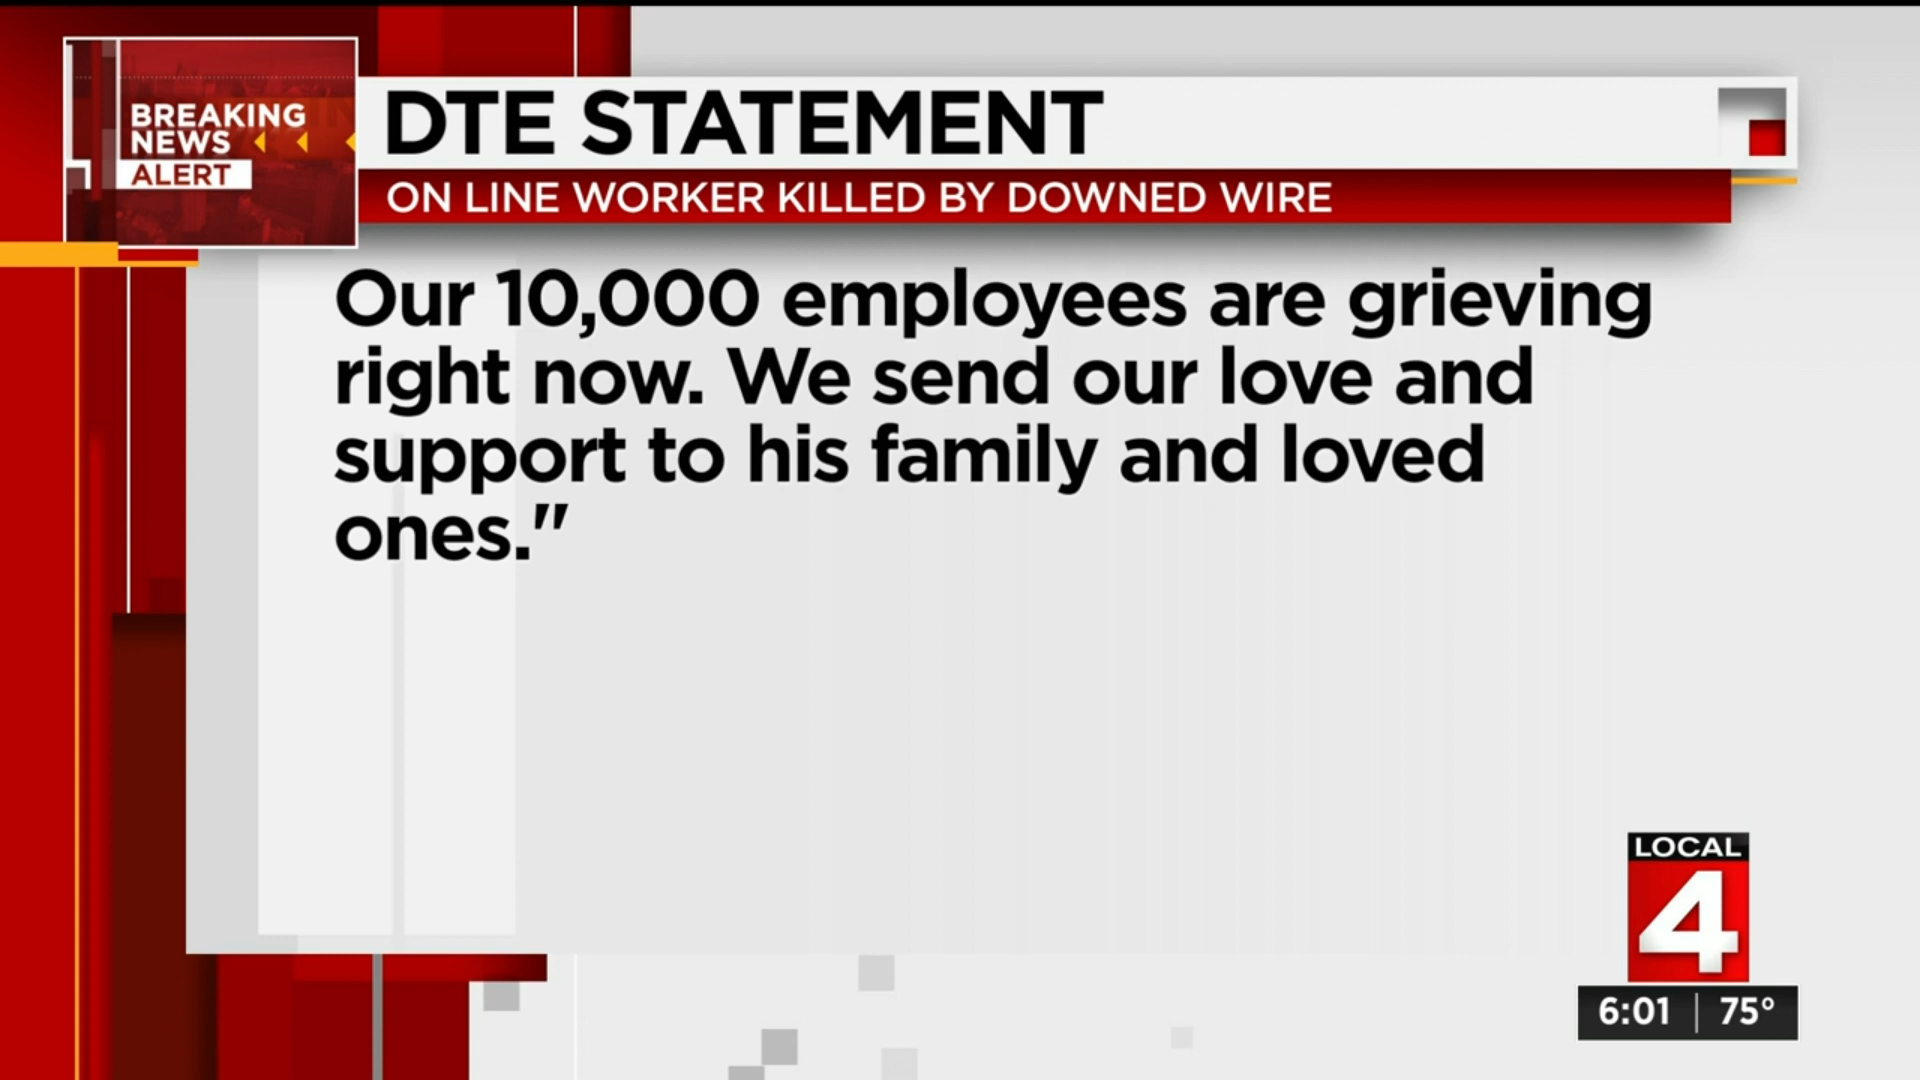 BREAKING
NEWS
ALERT
DTE STATEMENT
ON LINE WORKER KILLED BY DOWNED WIRE
Our 10,000 employees are grieving
right now. We send our love and
support to his family and loved
ones."
LOCAL
4
6:01 75°